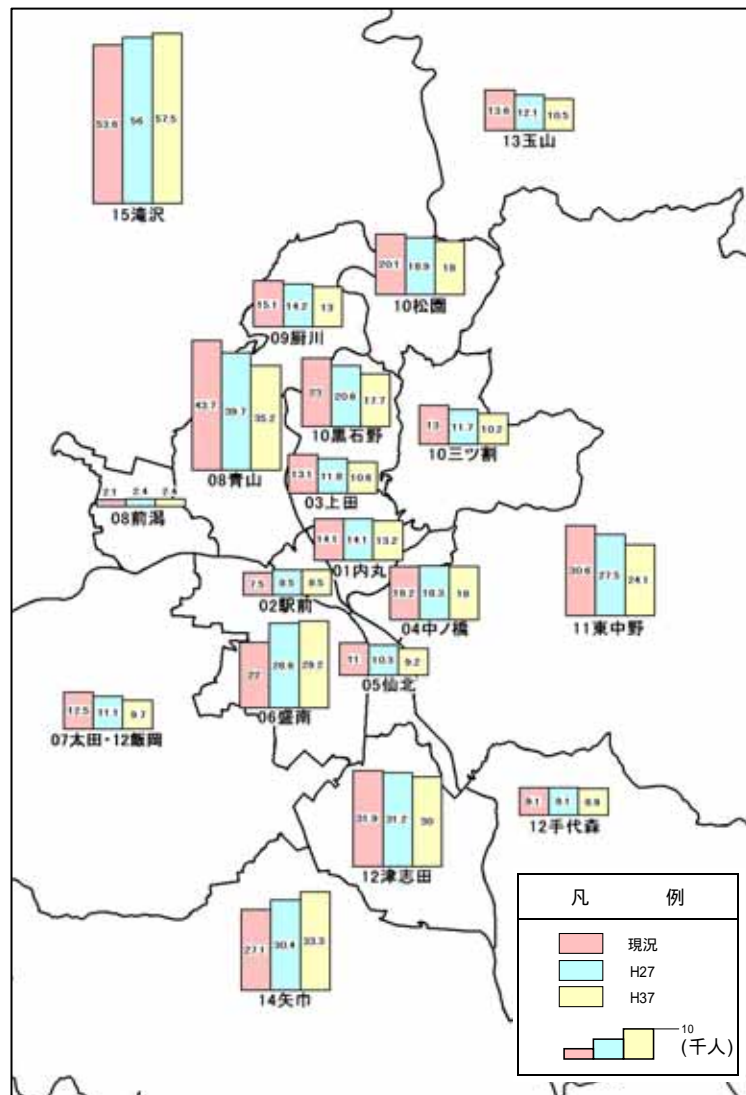 53.6 56 57.5
15滝沢
13.6 12.1 10.5
13玉山
20.1 18.9 18
10松園
15.1 14.2 13
09厨川
43.7 39.7 35.2
08青山
23 20.6 17.7
10黒石野
13 11.7 10.2
10三ツ割
2.1 2.4 2.4
08前潟
13.1 11.8 10.6
03上田
14.1 14.1 13.2
01内丸
7.5 8.5 8.5
02駅前
18.2 18.3 18
04中ノ橋
30.6 27.5 24.1
11東中野
22 28.6 29.2
06盛南
11 10.3 9.2
05仙北
12.5 11.1 9.7
07太田・12飯岡
31.9 31.2 30
12津志田
9.1 9.1 8.9
12手代森
27.1 30.4 33.3
14矢巾
凡 例
現況
H27
H37
10
(千人)